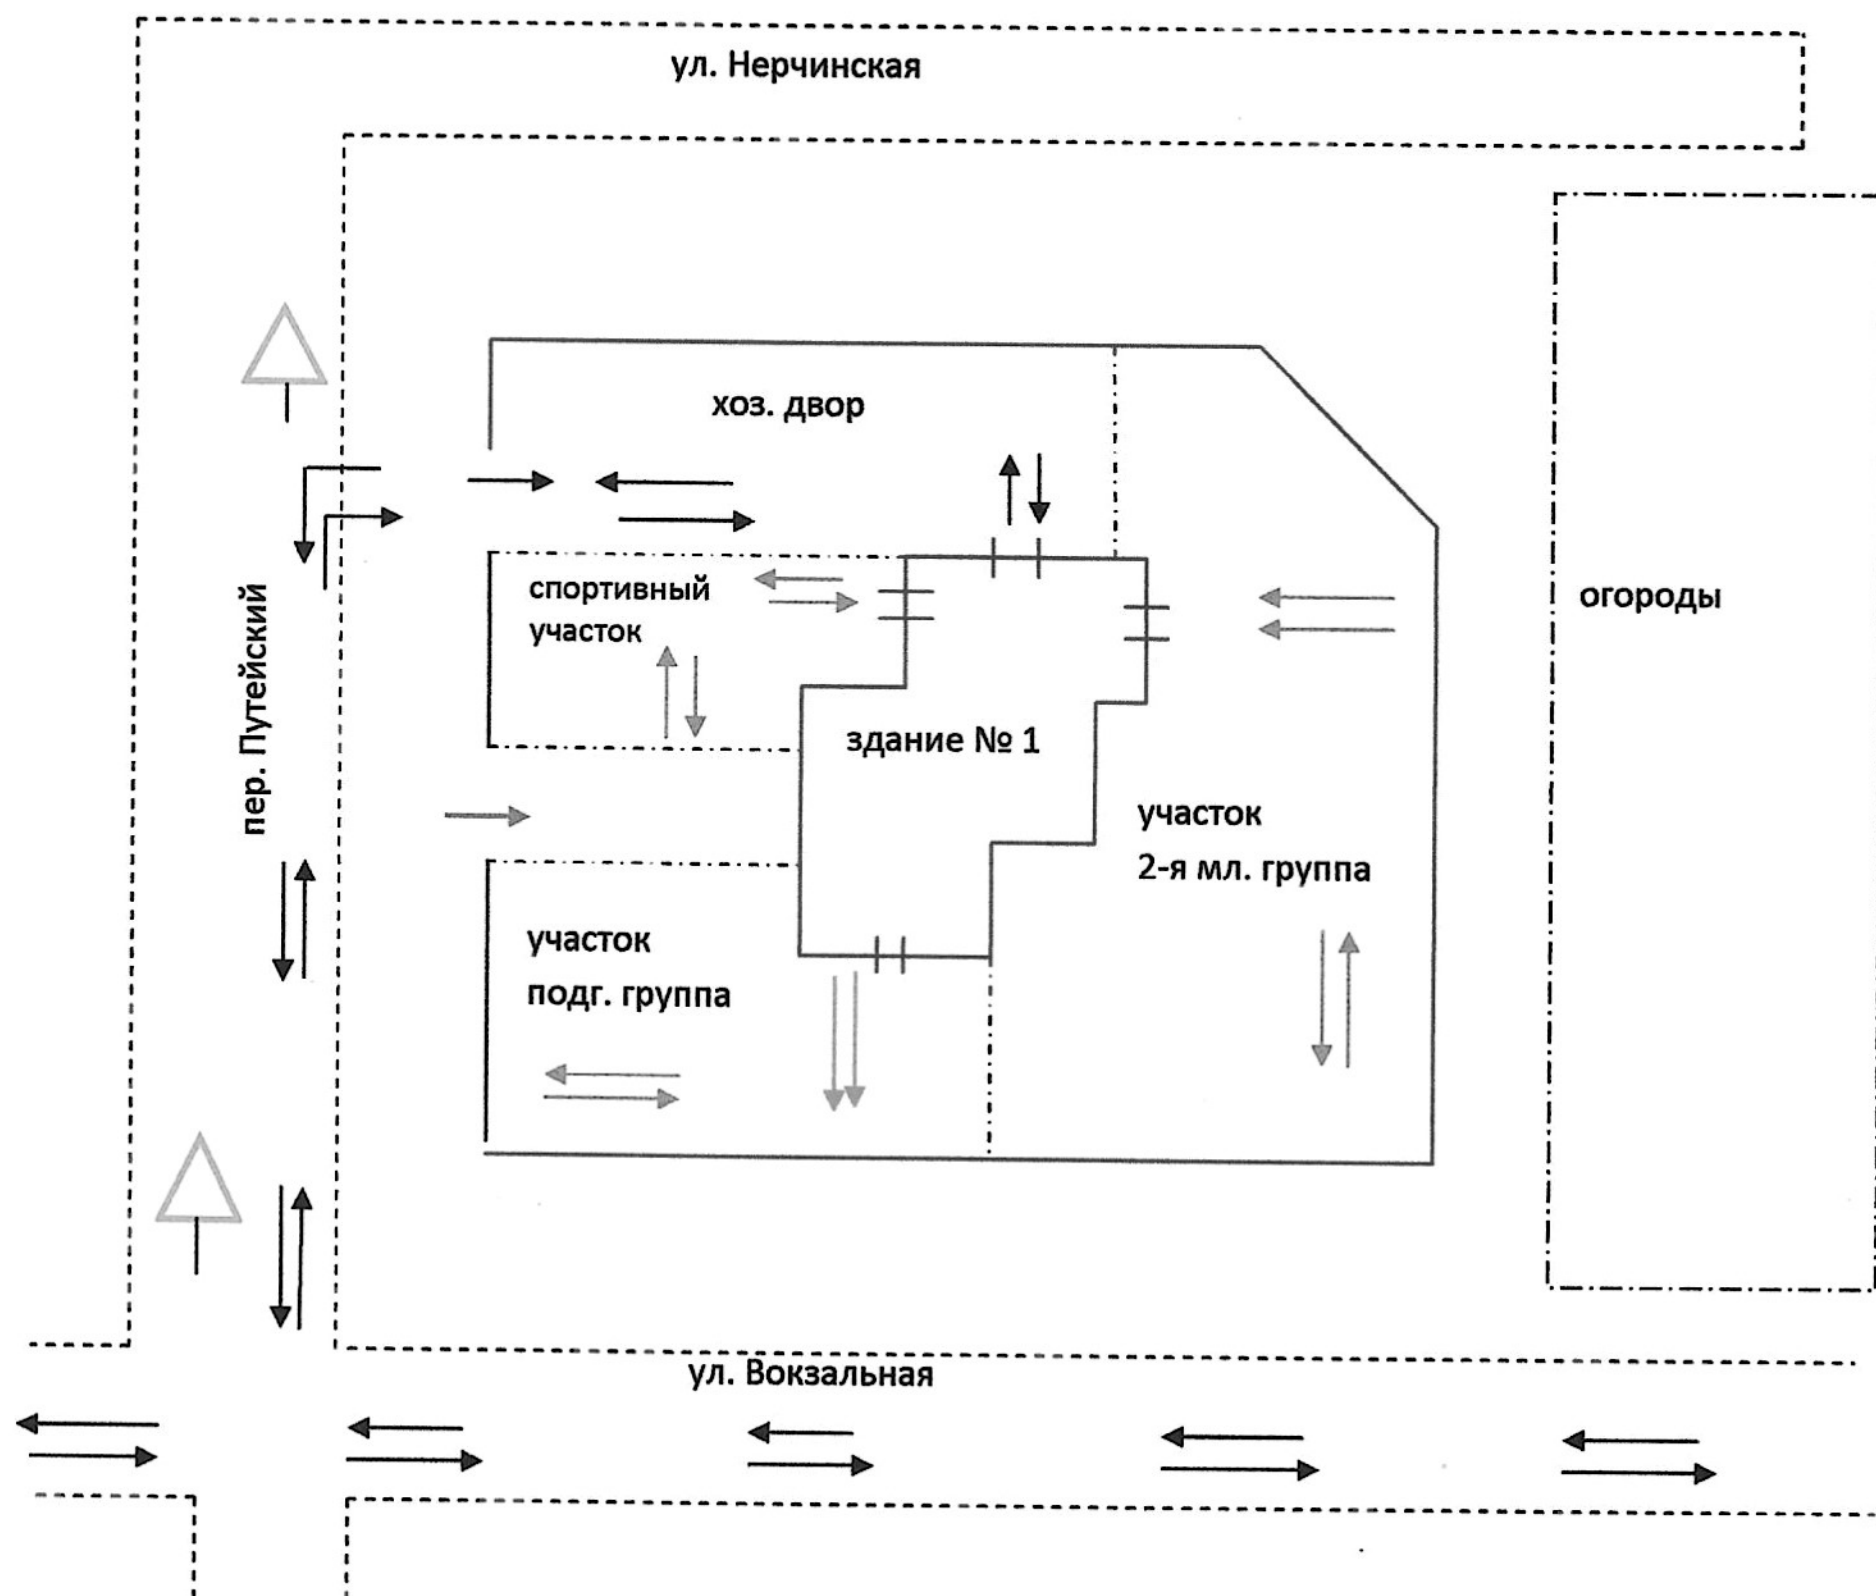 ул. Нерчинская
хоз. двор
спортивный
участок
огороды
пер. Путейский
здание № 1
участок
2-я мл. группа
участок
подг. группа
ул. Вокзальная